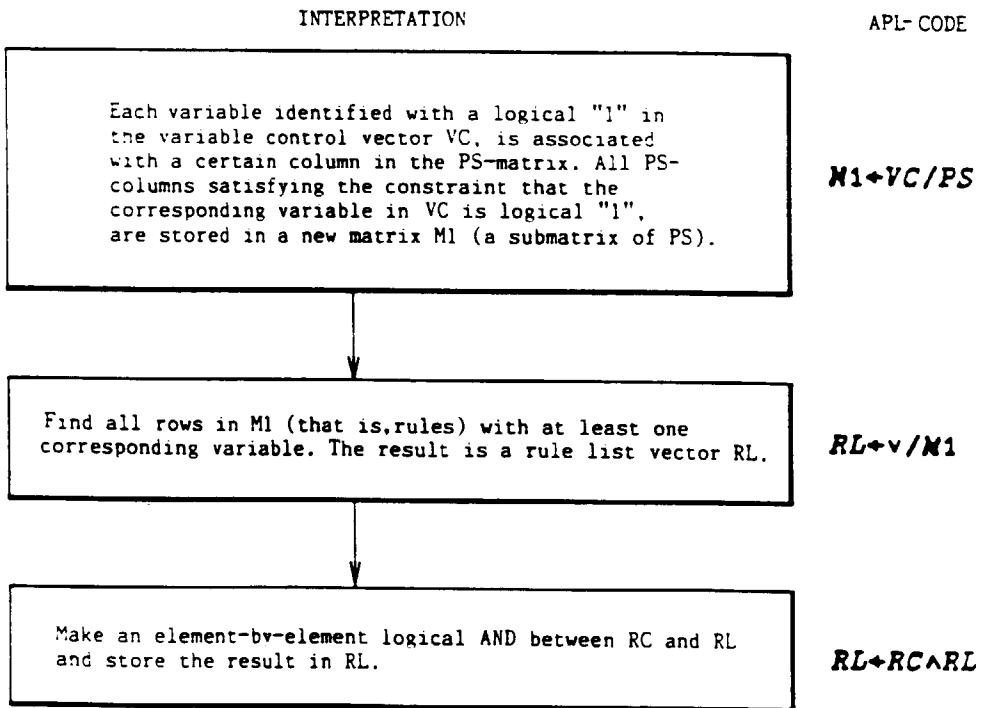 INTERPRETATION
APL-CODE
Each variable identified with a logical "1" in
the variable control vector VC, is associated
with a certain column in the PS-matrix. All PS-
columns satisfying the constraint that the
corresponding variable in VC is logical "1",
are stored in a new matrix M1 (a submatrix of PS).
M1←VC/PS
Find all rows in M1 (that is,rules) with at least one
corresponding variable. The result is a rule list vector RL.
RL←∨/M1
Make an element-by-element logical AND between RC and RL
and store the result in RL.
RL←RC∧RL